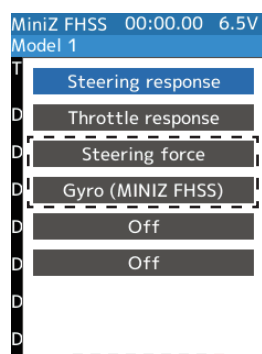 MiniZ FHSS 00:00.00 6.5V
Model 1
T
Steering response
D
Throttle response
D
Steering force
D
Gyro (MINIZ FHSS)
D
Off
D
Off
D
D